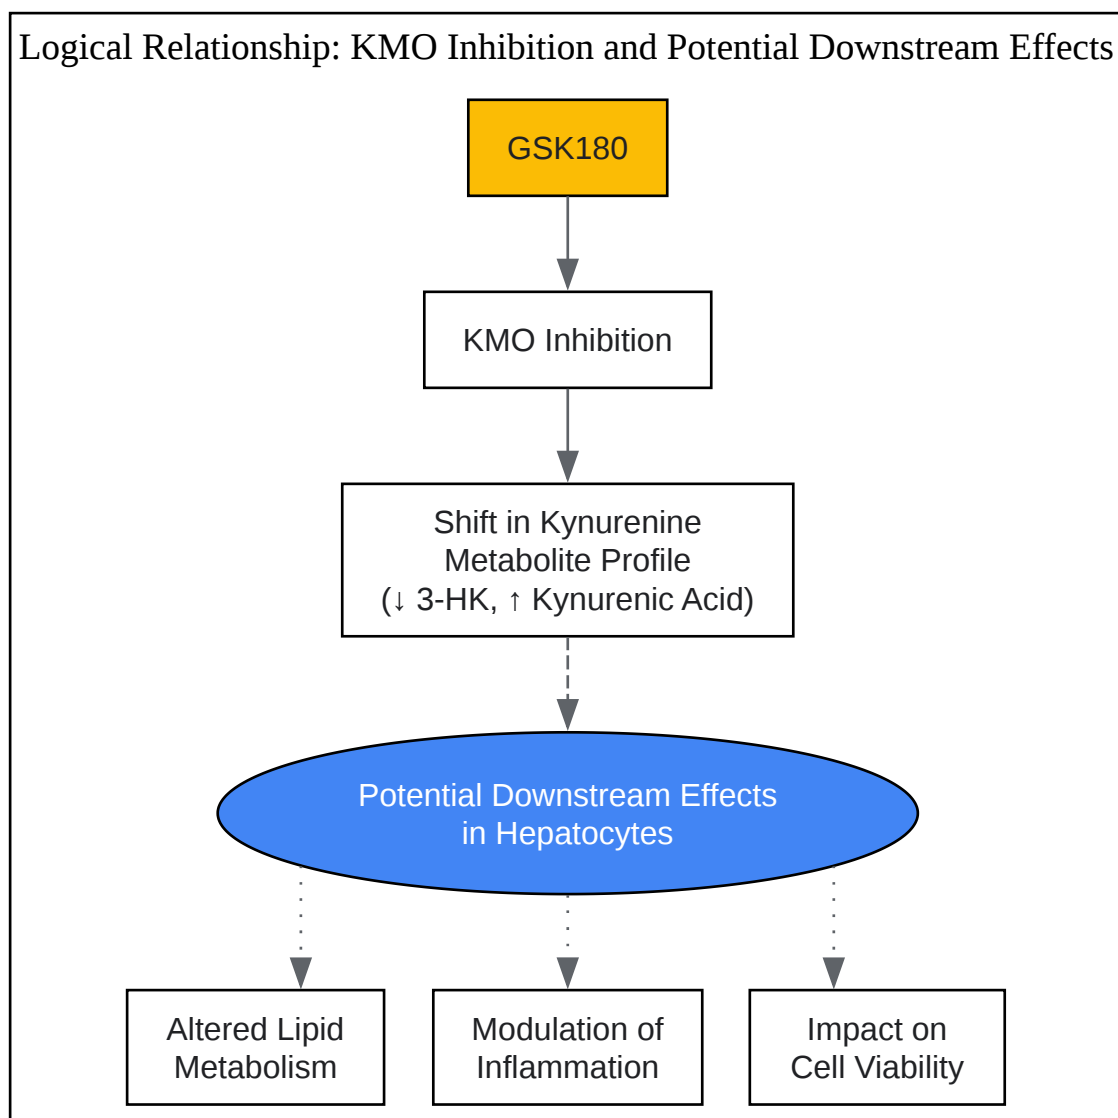 Logical Relationship: KMO Inhibition and Potential Downstream Effects
GSK180
KMO Inhibition
Shift in Kynurenine
Metabolite Profile
(↓ 3-HK, ↑ Kynurenic Acid)
Potential Downstream Effects
in Hepatocytes
Altered Lipid
Metabolism
Modulation of
Inflammation
Impact on
Cell Viability